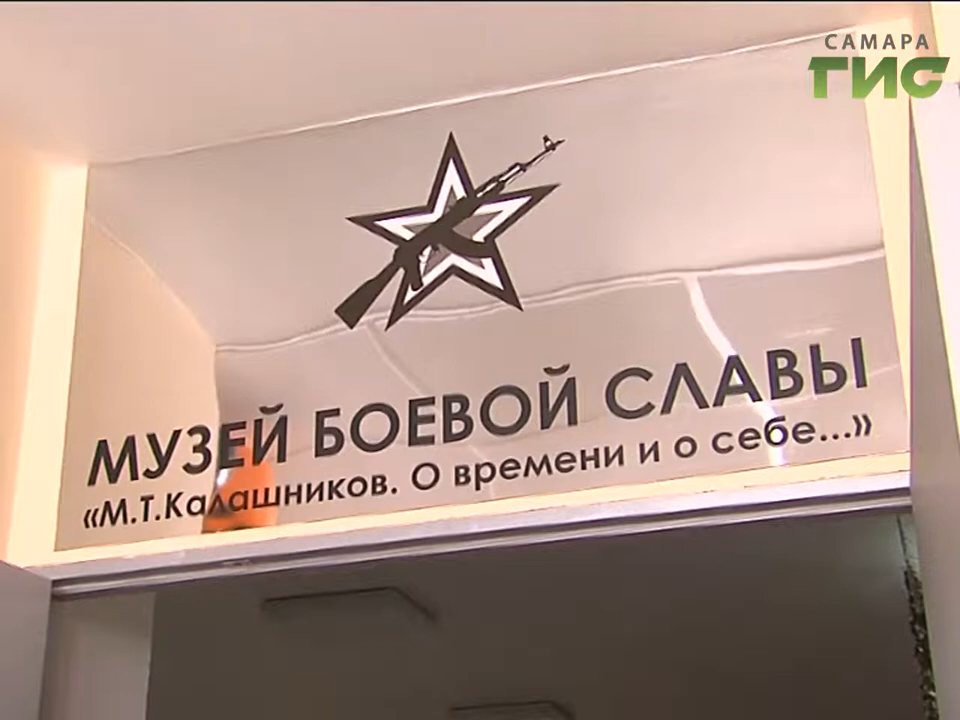 САМАРА
ГИС
МУЗЕЙ БОЕВОЙ СЛАВЫ
«М.Т.Калашников. О времени и о себе...»